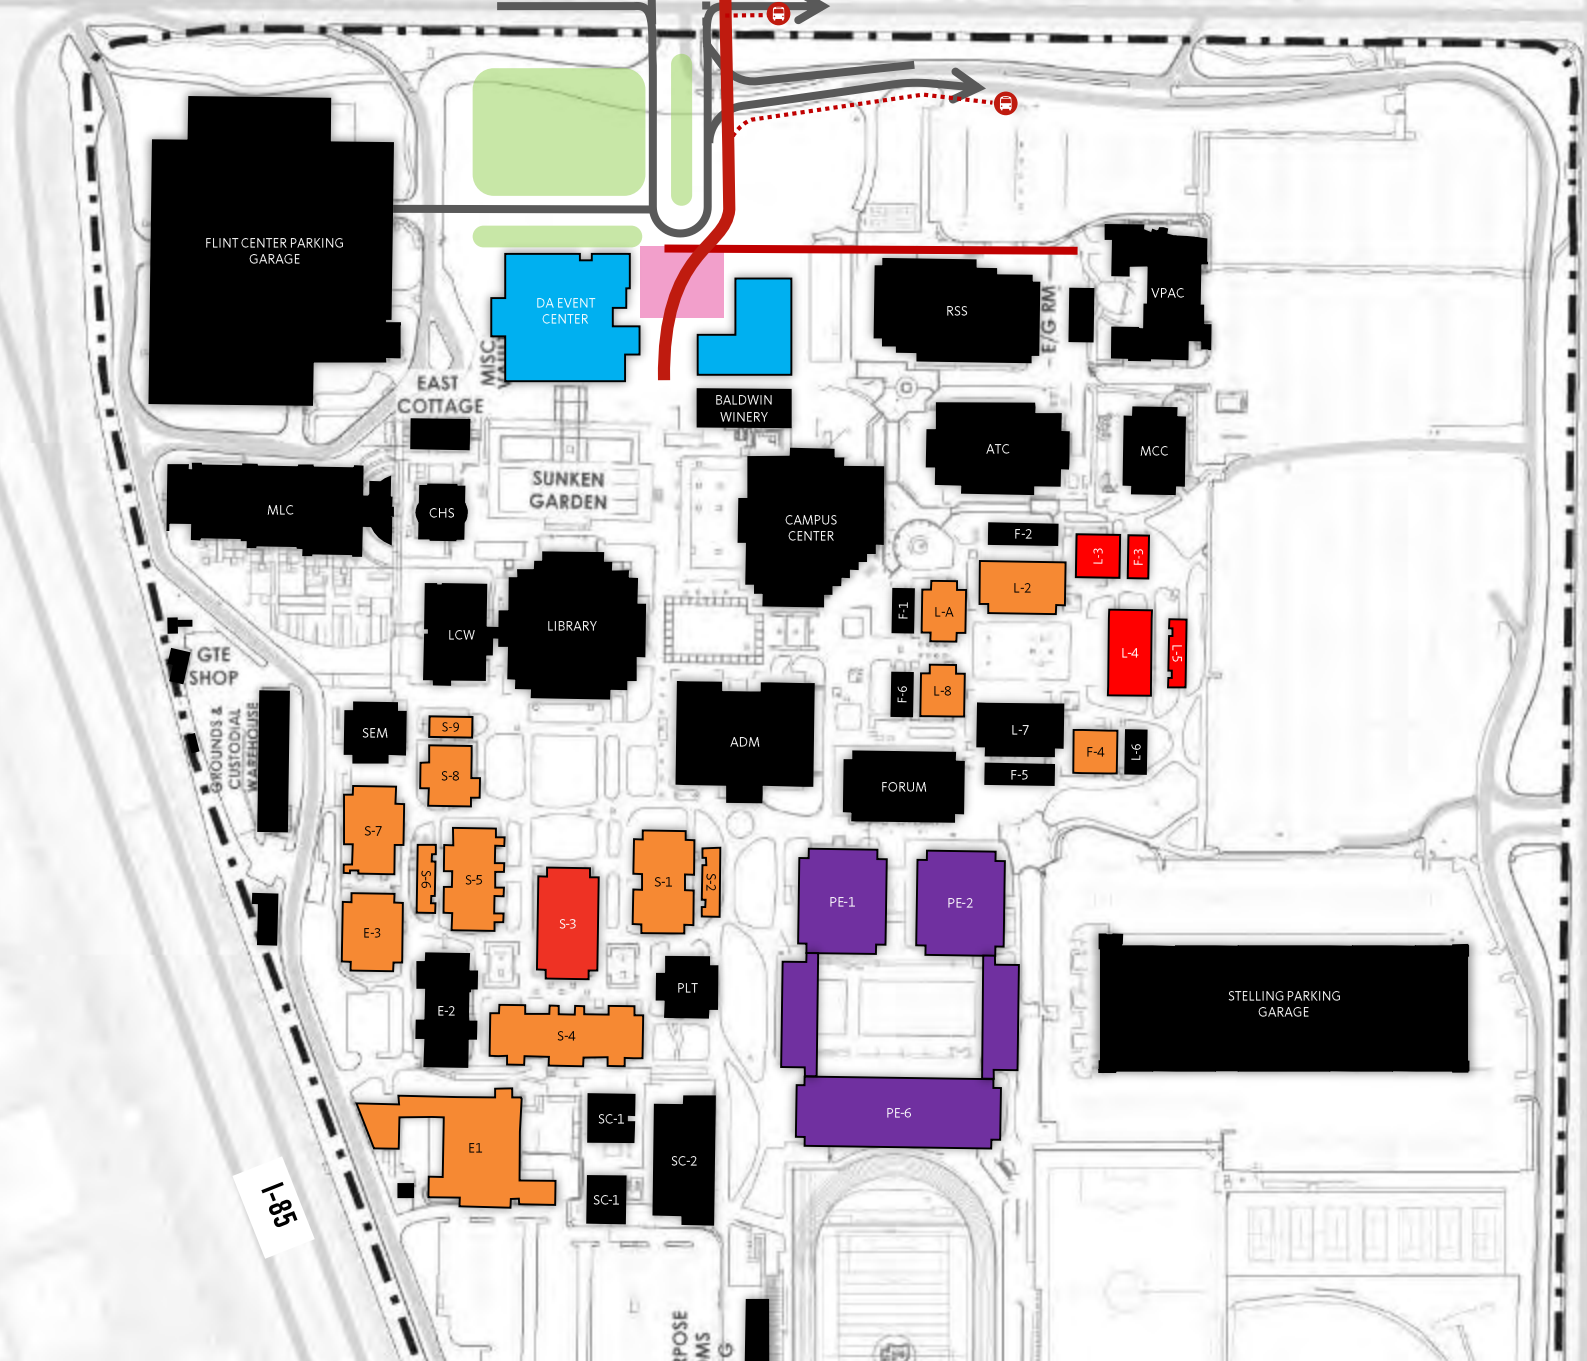 FLINT CENTER PARKING
GARAGE
DA EVENT
CENTER
MISC
RSS
E/G RM
VPAC
EAST
COTTAGE
BALDWIN
WINERY
ATC
MCC
SUNKEN
GARDEN
MLC
CHS
CAMPUS
CENTER
F-2
L-3
F-3
L-2
F-1
L-A
LCW
LIBRARY
L-4
L-5
GTE
SHOP
F-6
L-8
GROUNDS &
CUSTODIAL
WAREHOUSE
SEM
S-9
ADM
L-7
F-4
L-6
S-8
FORUM
F-5
S-7
S-6
S-5
S-1
S-2
S-3
PE-1
PE-2
E-3
PLT
E-2
S-4
STELLING PARKING
GARAGE
PE-6
SC-1
E1
SC-2
SC-1
I-85